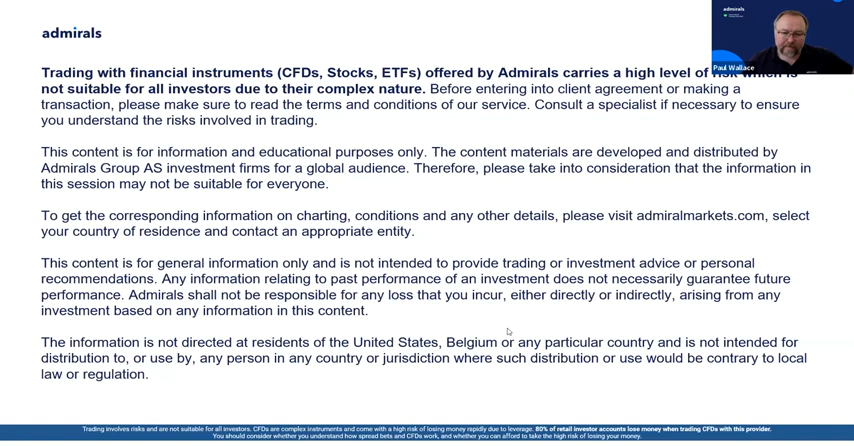 admirals
admirals
Paul Wallace
Trading with financial instruments (CFDs, Stocks, ETFs) offered by Admirals carries a high level of risk which is
not suitable for all investors due to their complex nature. Before entering into client agreement or making a
transaction, please make sure to read the terms and conditions of our service. Consult a specialist if necessary to ensure
you understand the risks involved in trading.
This content is for information and educational purposes only. The content materials are developed and distributed by
Admirals Group AS investment firms for a global audience. Therefore, please take into consideration that the information in
this session may not be suitable for everyone.
To get the corresponding information on charting, conditions and any other details, please visit admiralmarkets.com, select
your country of residence and contact an appropriate entity.
This content is for general information only and is not intended to provide trading or investment advice or personal
recommendations. Any information relating to past performance of an investment does not necessarily guarantee future
performance. Admirals shall not be responsible for any loss that you incur, either directly or indirectly, arising from any
investment based on any information in this content.
The information is not directed at residents of the United States, Belgium or any particular country and is not intended for
distribution to, or use by, any person in any country or jurisdiction where such distribution or use would be contrary to local
law or regulation.
Trading involves risks and are not suitable for all investors. CFDs are complex instruments and come with a high risk of losing money rapidly due to leverage. 80% of retail investor accounts lose money when trading CFDs with this provider.
You should consider whether you understand how spread bets and CFDs work, and whether you can afford to take the high risk of losing your money.